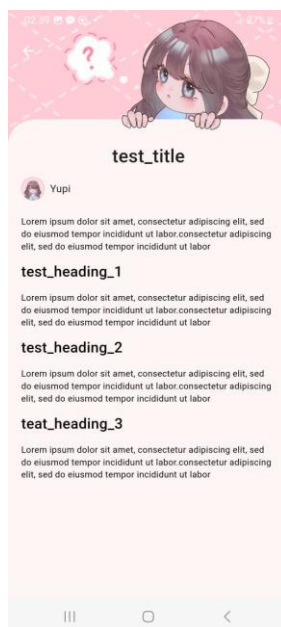 02:39
87%
?
test_title
Yupi
Lorem ipsum dolor sit amet, consectetur adipiscing elit, sed
do eiusmod tempor incididunt ut labor.consectetur adipiscing
elit, sed do eiusmod tempor incididunt ut labor
test_heading_1
Lorem ipsum dolor sit amet, consectetur adipiscing elit, sed
do eiusmod tempor incididunt ut labor.consectetur adipiscing
elit, sed do eiusmod tempor incididunt ut labor
test_heading_2
Lorem ipsum dolor sit amet, consectetur adipiscing elit, sed
do eiusmod tempor incididunt ut labor.consectetur adipiscing
elit, sed do eiusmod tempor incididunt ut labor
teat_heading_3
Lorem ipsum dolor sit amet, consectetur adipiscing elit, sed
do eiusmod tempor incididunt ut labor.consectetur adipiscing
elit, sed do eiusmod tempor incididunt ut labor